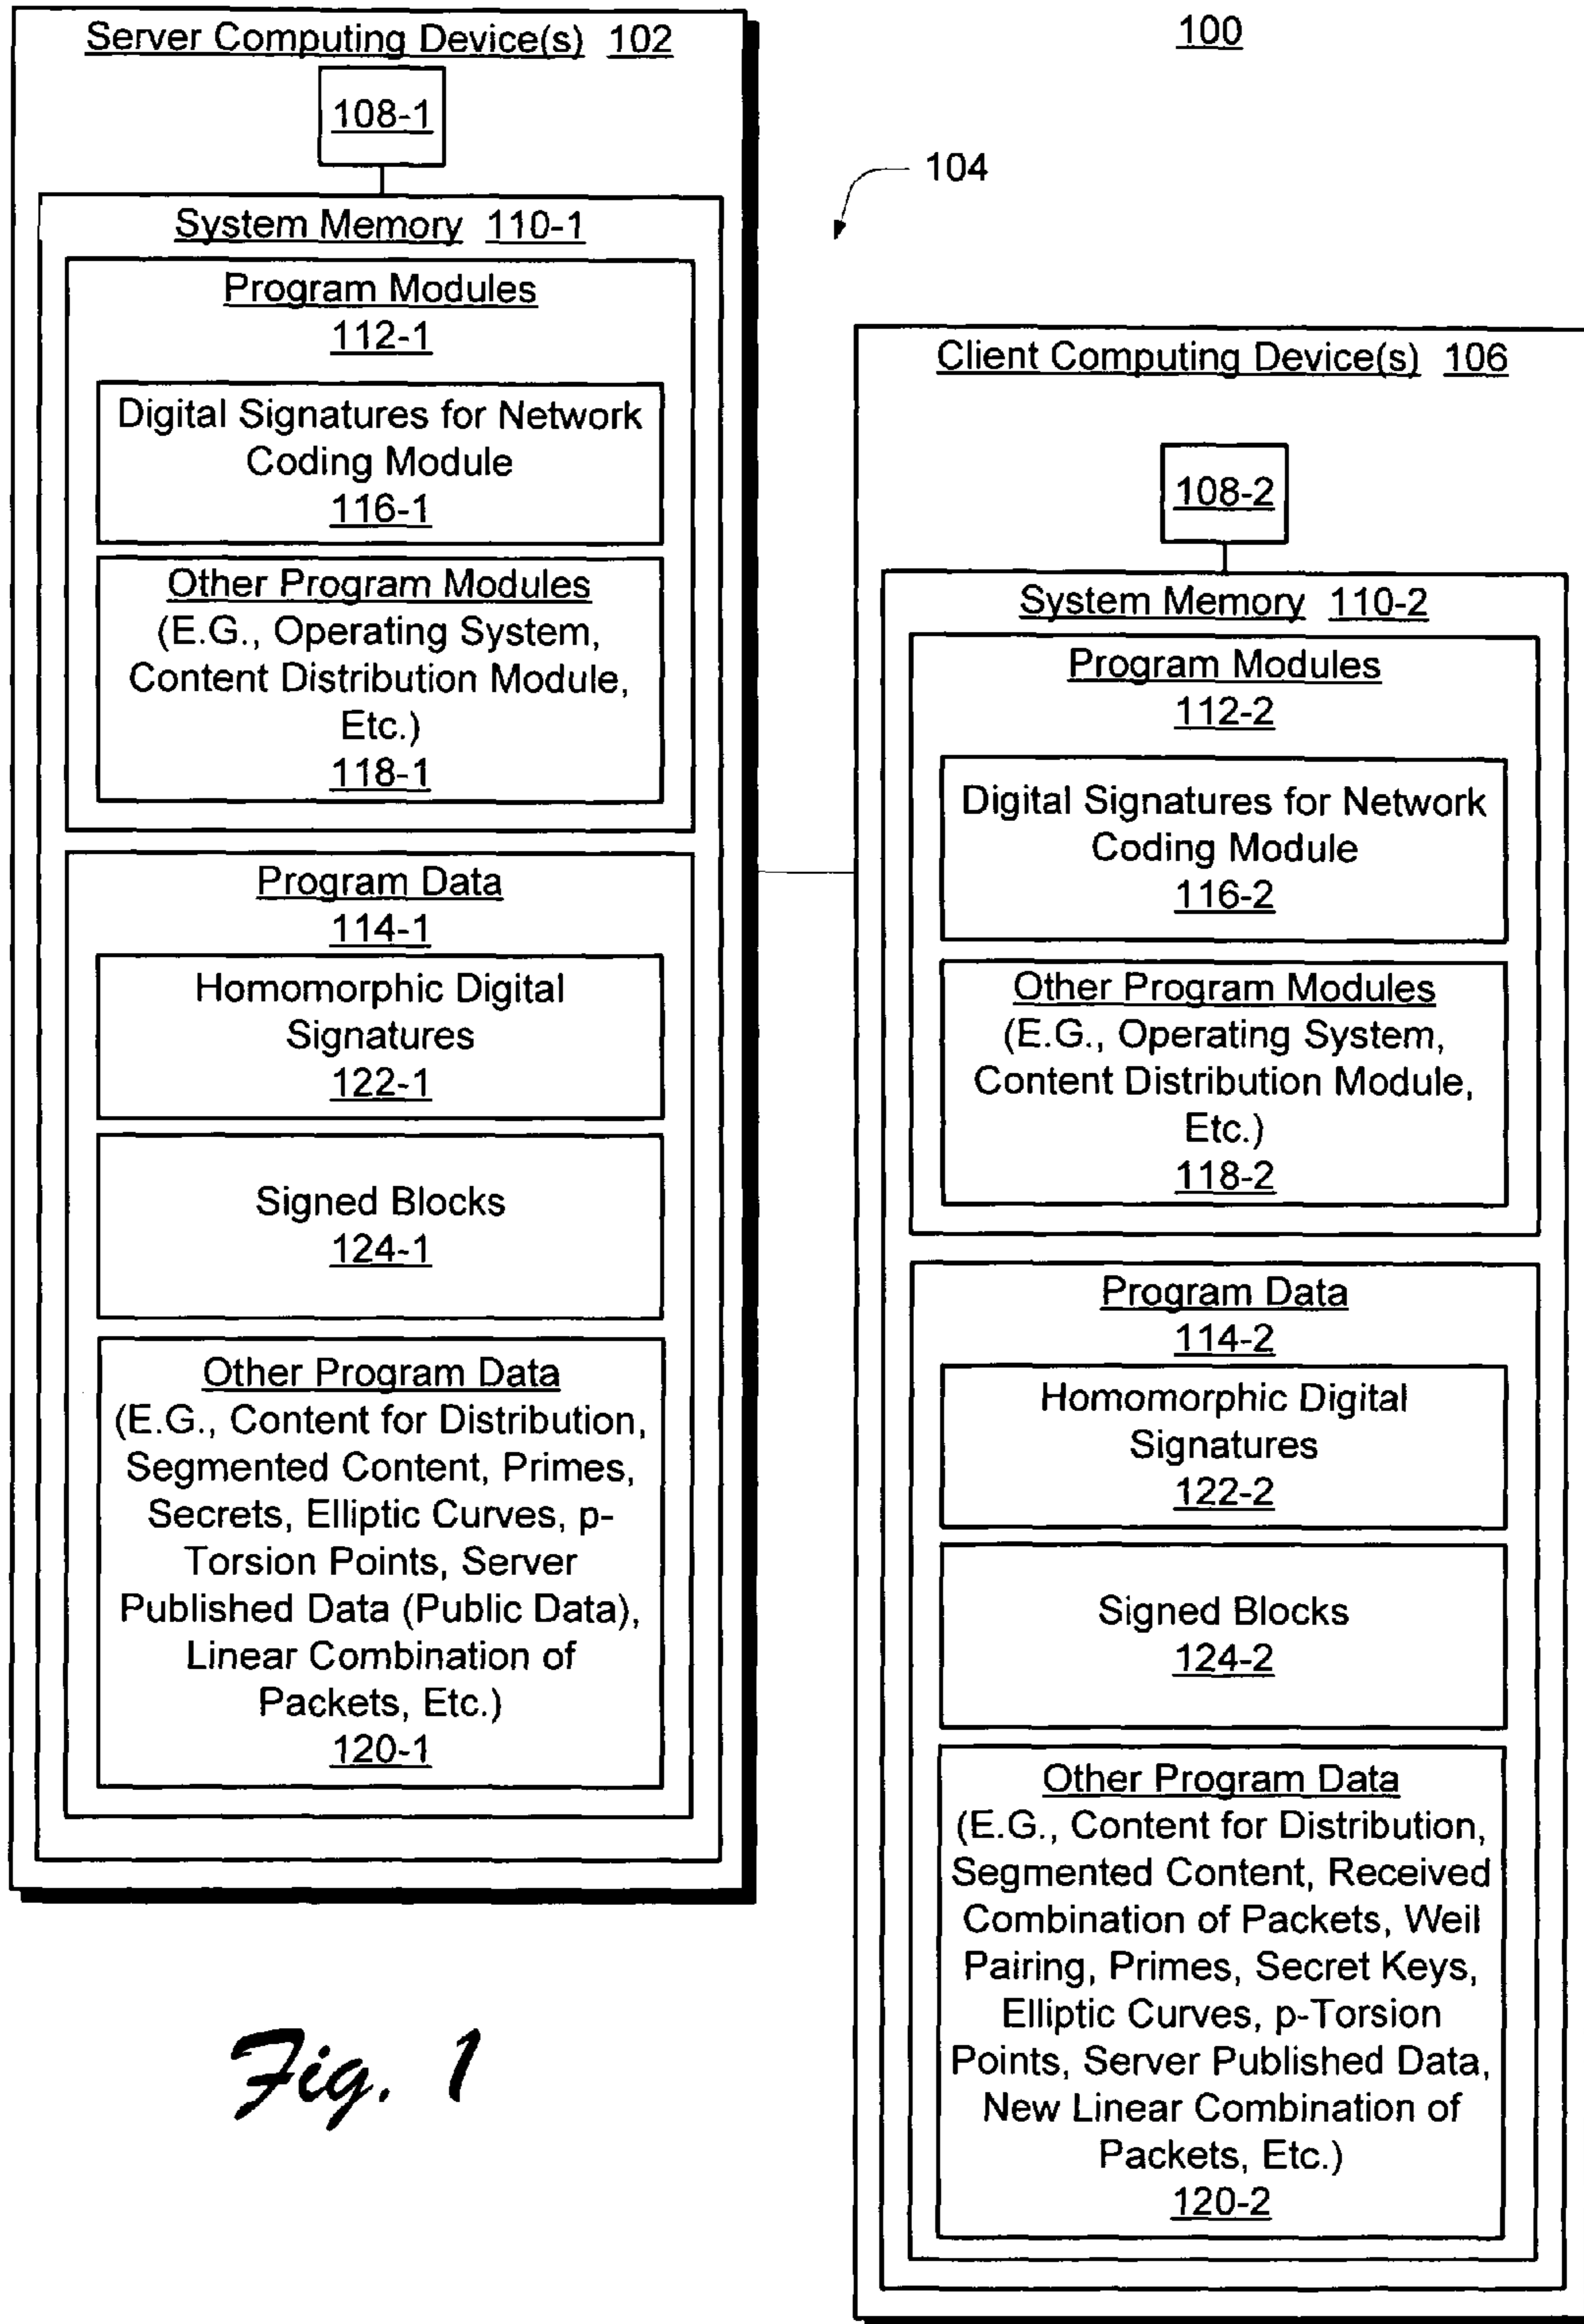 Server Computing Device(s) 102
108-1
System Memory 110-1
Program Modules
112-1
Digital Signatures for Network
Coding Module
116-1
Other Program Modules
(E.G., Operating System,
Content Distribution Module,
Etc.)
118-1
Program Data
114-1
Homomorphic Digital
Signatures
122-1
Signed Blocks
124-1
Other Program Data
(E.G., Content for Distribution,
Segmented Content, Primes,
Secrets, Elliptic Curves, p-
Torsion Points, Server
Published Data (Public Data),
Linear Combination of
Packets, Etc.)
120-1
100
104
Client Computing Device(s) 106
108-2
System Memory 110-2
Program Modules
112-2
Digital Signatures for Network
Coding Module
116-2
Other Program Modules
(E.G., Operating System,
Content Distribution Module,
Etc.)
118-2
Program Data
114-2
Homomorphic Digital
Signatures
122-2
Signed Blocks
124-2
Other Program Data
(E.G., Content for Distribution,
Segmented Content, Received
Combination of Packets, Weil
Pairing, Primes, Secret Keys,
Elliptic Curves, p-Torsion
Points, Server Published Data,
New Linear Combination of
Packets, Etc.)
120-2
Fig. 1